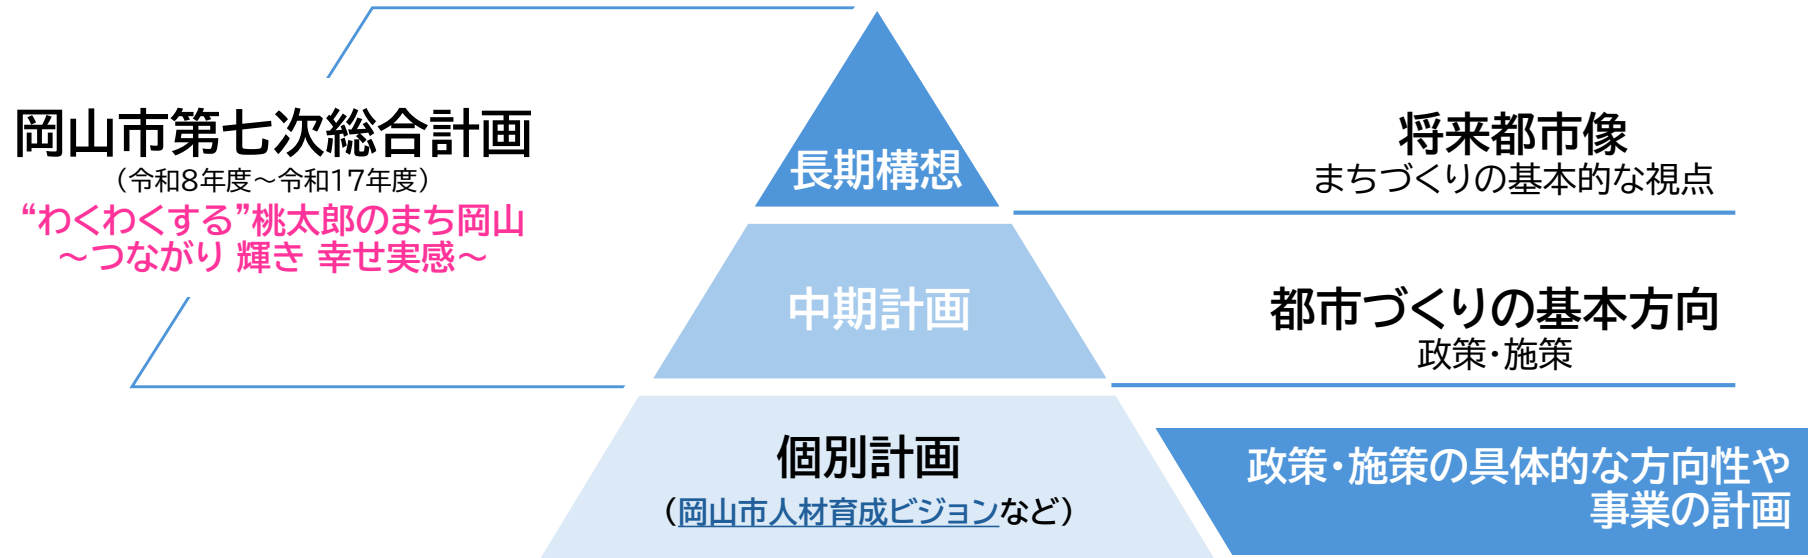 岡山市第七次総合計画
（令和8年度～令和17年度）
“わくわくする”桃太郎のまち岡山
～つながり 輝き 幸せ実感～
長期構想
将来都市像
まちづくりの基本的な視点
中期計画
都市づくりの基本方向
政策・施策
個別計画
（岡山市人材育成ビジョンなど）
政策・施策の具体的な方向性や
事業の計画